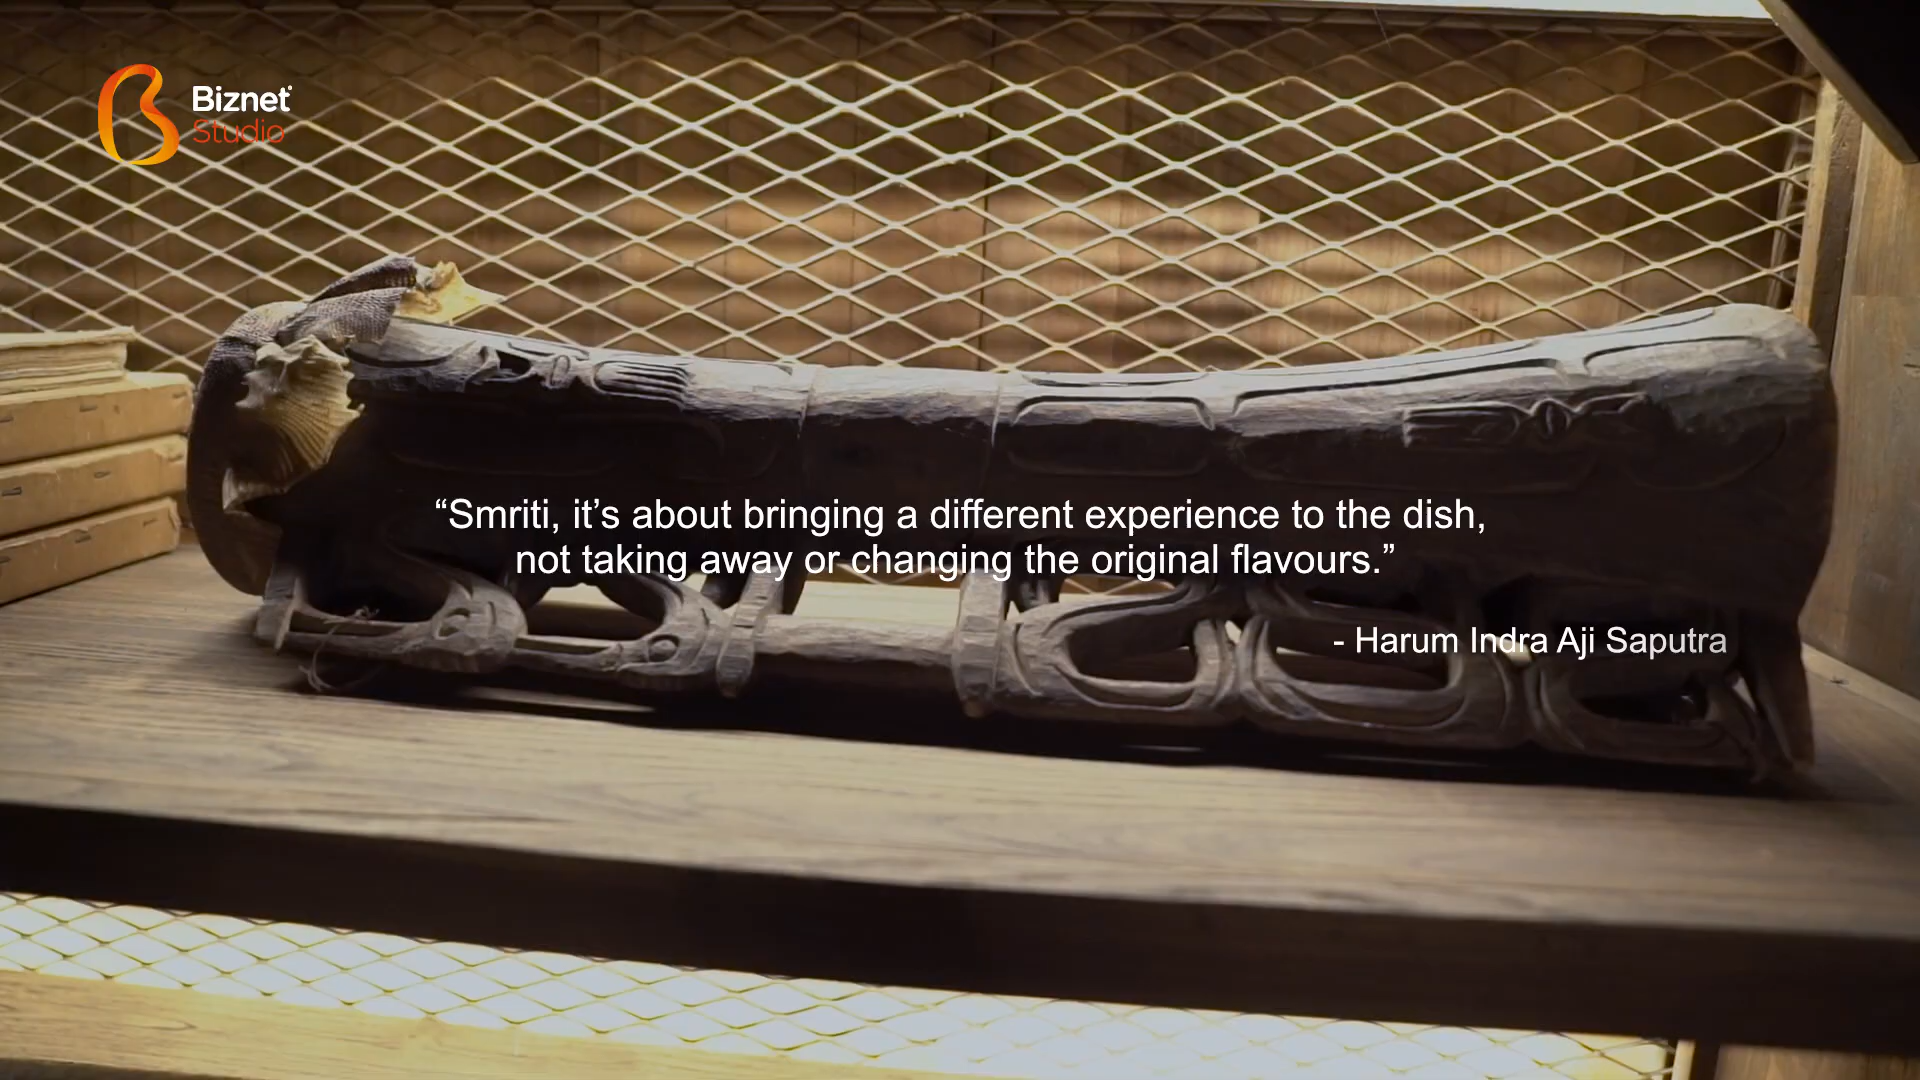 Biznet
Studio
“Smriti, it’s about bringing a different experience to the dish,
not taking away or changing the original flavours.”
- Harum Indra Aji Saputra